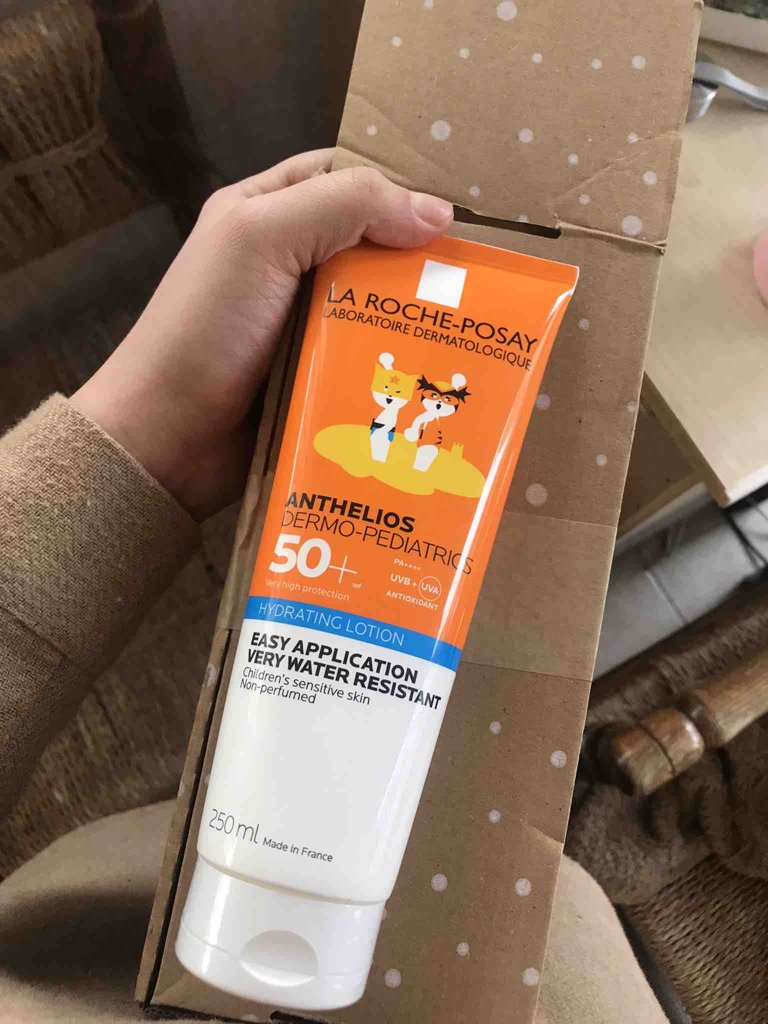 LA ROCHE-POSAY
LABORATOIRE DERMATOLOGIQUE
ANTHELIOS
DERMO-PEDIATRICS
50+
spf
Very high protection
PA++++
UVB + UVA
ANTIOXIDANT
HYDRATING LOTION
EASY APPLICATION
VERY WATER RESISTANT
Children's sensitive skin
Non-perfumed
250 ml Made in France